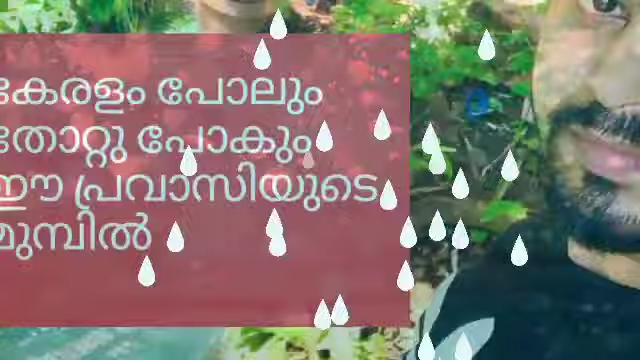 കേരളം പോലും
തോറ്റു പോകും
ഈ പ്രവാസിയുടെ
മുമ്പിൽ